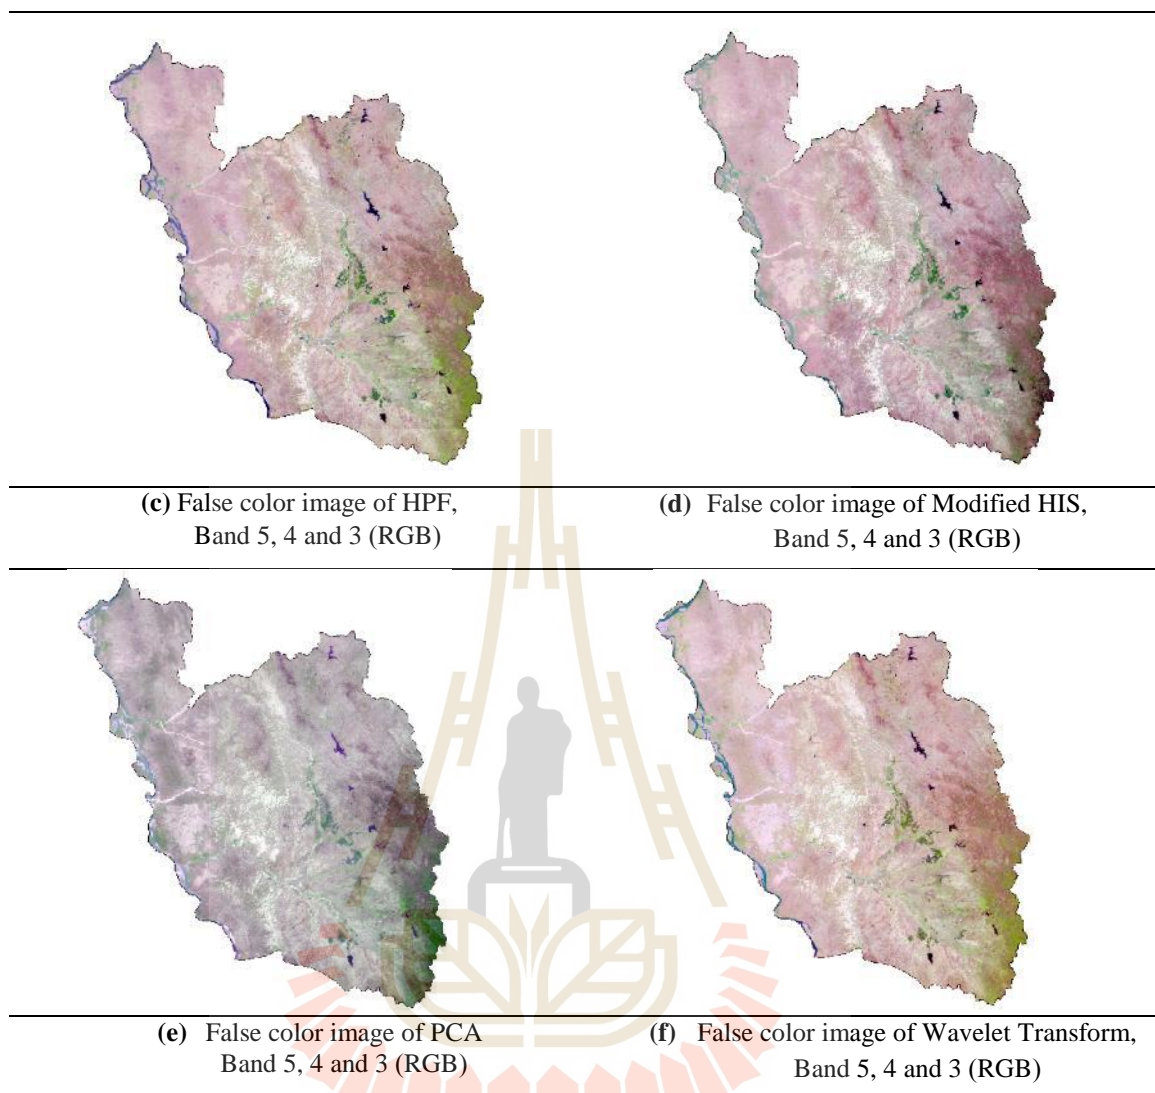 (c) False color image of HPF,
Band 5, 4 and 3 (RGB)
(d) False color image of Modified HIS,
Band 5, 4 and 3 (RGB)
(e) False color image of PCA
Band 5, 4 and 3 (RGB)
(f) False color image of Wavelet Transform,
Band 5, 4 and 3 (RGB)